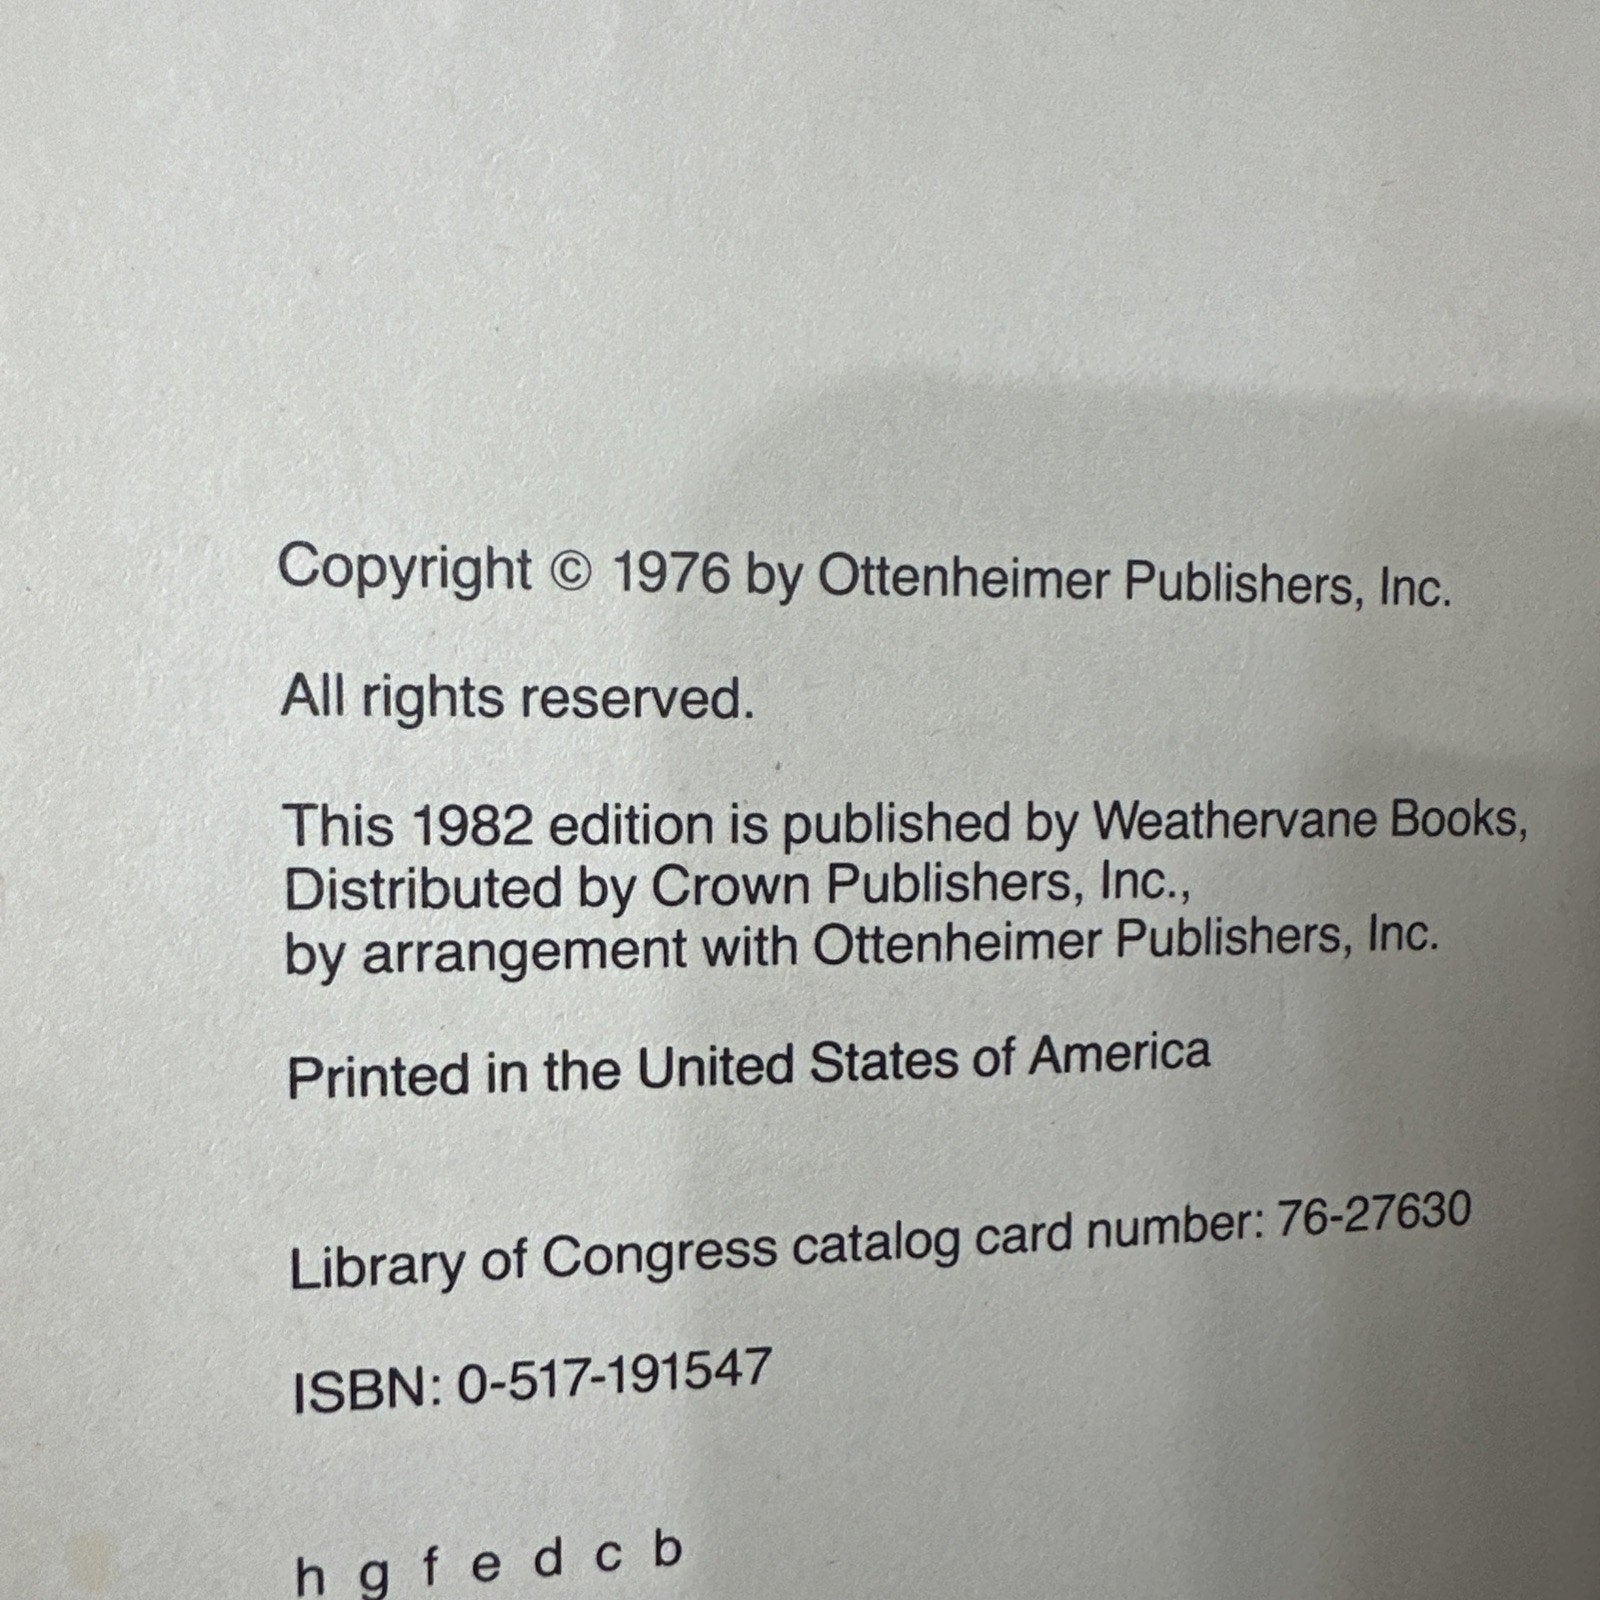 Copyright © 1976 by Ottenheimer Publishers, Inc.
All rights reserved.
This 1982 edition is published by Weathervane Books,
Distributed by Crown Publishers, Inc.,
by arrangement with Ottenheimer Publishers, Inc.
Printed in the United States of America
Library of Congress catalog card number: 76-27630
ISBN: 0-517-191547
h g f e d c b